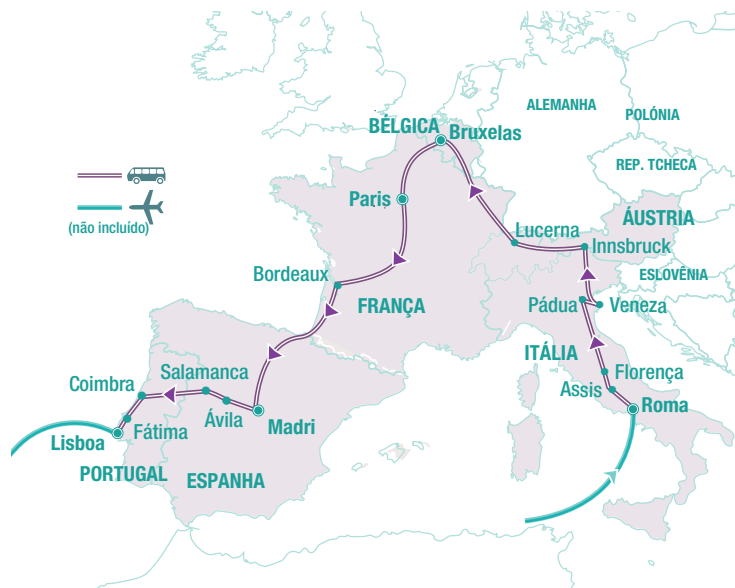 ALEMANHA
POLÓNIA
BÉLGICA
Bruxelas
REP. TCHECA
Paris
(não incluído)
ÁUSTRIA
Lucerna
Innsbruck
Bordeaux
ESLOVÊNIA
FRANÇA
Pádua
Veneza
ITÁLIA
Florença
Salamanca
Coimbra
Assis
Roma
Ávila
Madri
Fátima
Lisboa
PORTUGAL
ESPANHA